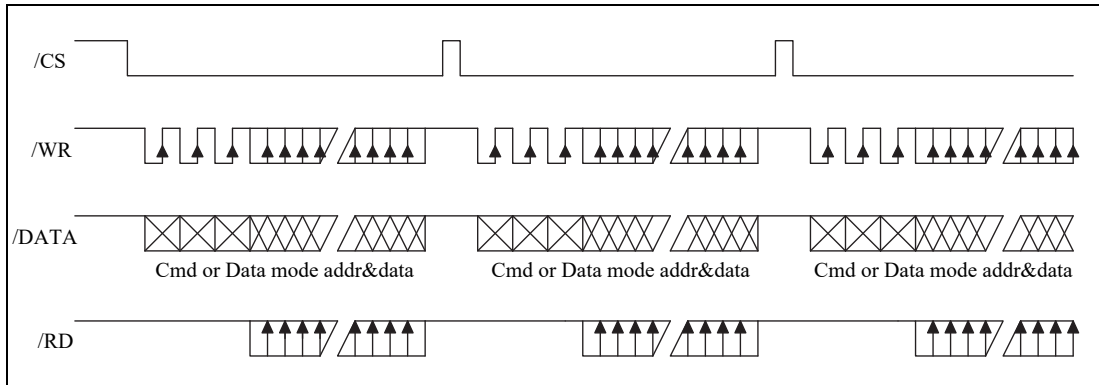 /CS
/WR
/DATA
Cmd or Data mode addr&data Cmd or Data mode addr&data Cmd or Data mode addr&data
/RD